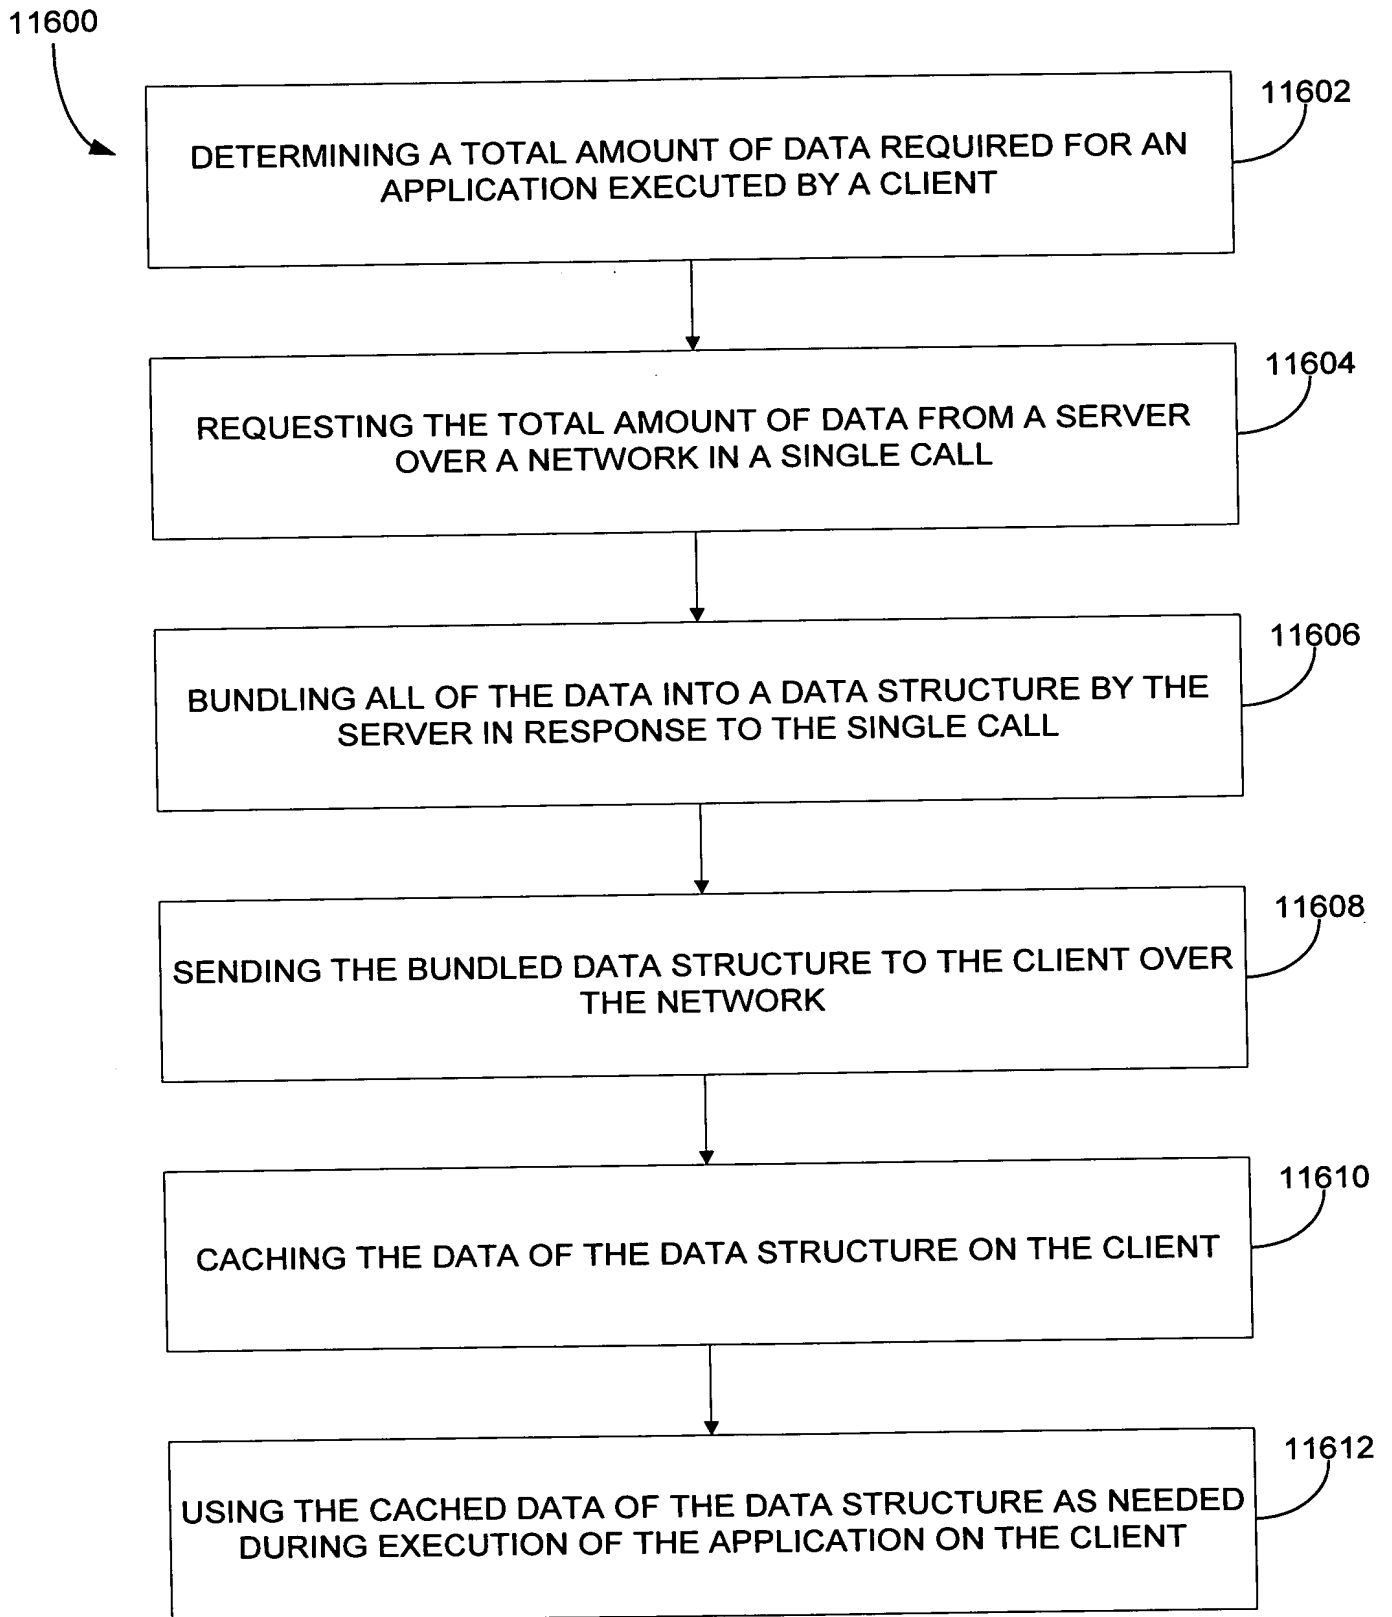 11600
11602
DETERMINING A TOTAL AMOUNT OF DATA REQUIRED FOR AN
APPLICATION EXECUTED BY A CLIENT
11604
REQUESTING THE TOTAL AMOUNT OF DATA FROM A SERVER
OVER A NETWORK IN A SINGLE CALL
11606
BUNDLING ALL OF THE DATA INTO A DATA STRUCTURE BY THE
SERVER IN RESPONSE TO THE SINGLE CALL
11608
SENDING THE BUNDLED DATA STRUCTURE TO THE CLIENT OVER
THE NETWORK
11610
CACHING THE DATA OF THE DATA STRUCTURE ON THE CLIENT
11612
USING THE CACHED DATA OF THE DATA STRUCTURE AS NEEDED
DURING EXECUTION OF THE APPLICATION ON THE CLIENT